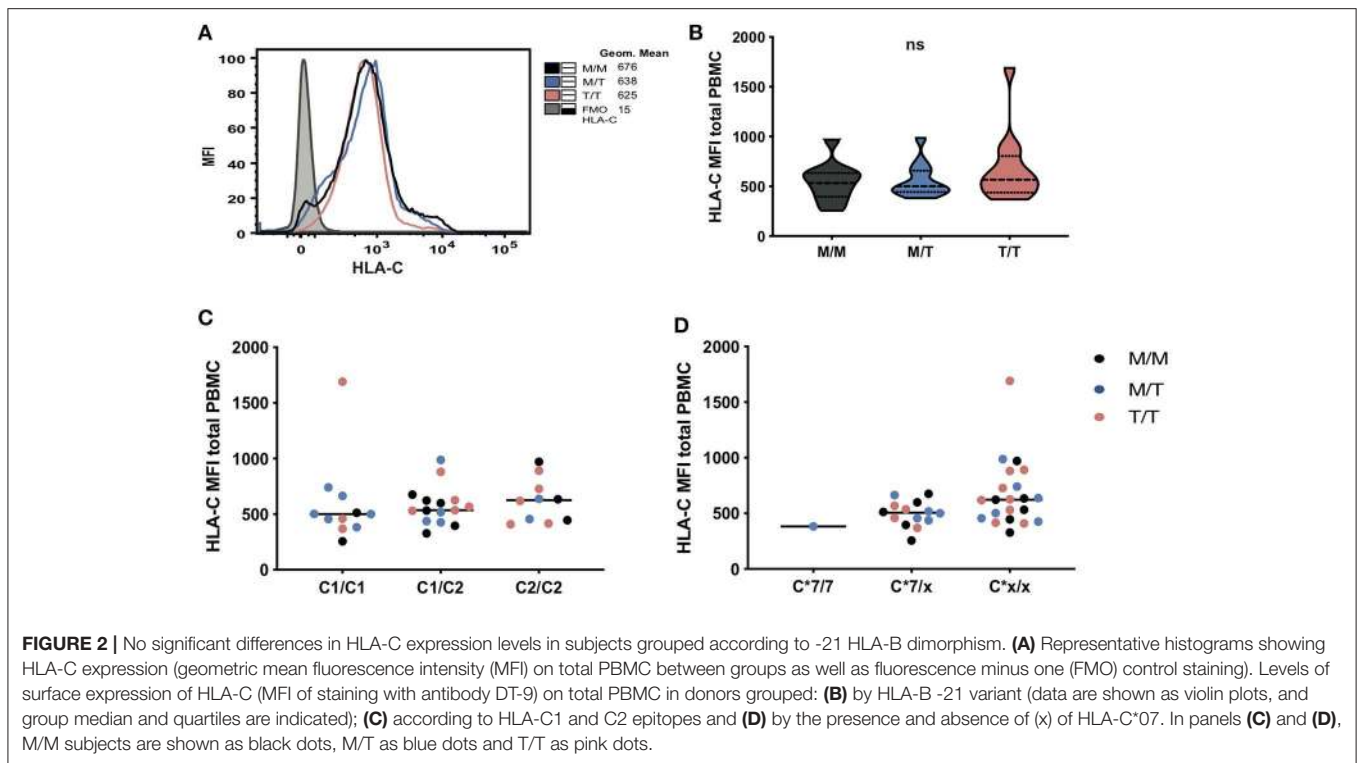 A
Geom. Mean
M/M 676
M/T 638
T/T 625
FMO 15
HLA-C
100
80
60
40
20
0
MFI
0 10³ 10⁴ 10⁵
HLA-C
B
ns
2000
1500
1000
500
0
HLA-C MFI total PBMC
M/M M/T T/T
C
2000
1500
1000
500
0
HLA-C MFI total PBMC
C1/C1 C1/C2 C2/C2
D
2000
1500
1000
500
0
HLA-C MFI total PBMC
C*7/7 C*7/x C*x/x
M/M
M/T
T/T
FIGURE 2 | No significant differences in HLA-C expression levels in subjects grouped according to -21 HLA-B dimorphism. (A) Representative histograms showing
HLA-C expression (geometric mean fluorescence intensity (MFI) on total PBMC between groups as well as fluorescence minus one (FMO) control staining). Levels of
surface expression of HLA-C (MFI of staining with antibody DT-9) on total PBMC in donors grouped: (B) by HLA-B -21 variant (data are shown as violin plots, and
group median and quartiles are indicated); (C) according to HLA-C1 and C2 epitopes and (D) by the presence and absence of (x) of HLA-C*07. In panels (C) and (D),
M/M subjects are shown as black dots, M/T as blue dots and T/T as pink dots.